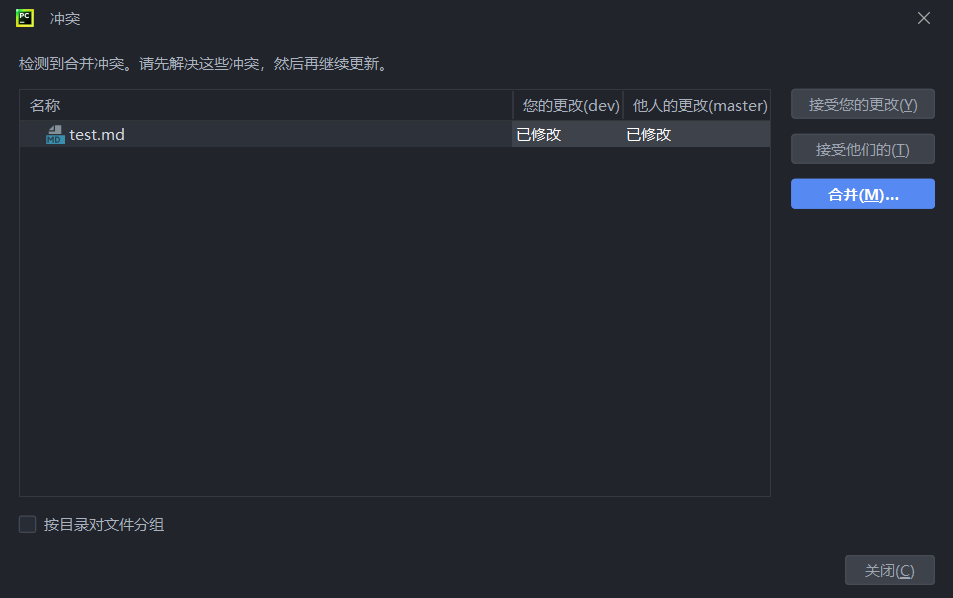 冲突
检测到合并冲突。请先解决这些冲突，然后再继续更新。
名称 您的更改(dev) 他人的更改(master)
test.md 已修改 已修改
接受您的更改(Y)
接受他们的(T)
合并(M)...
按目录对文件分组
关闭(C)